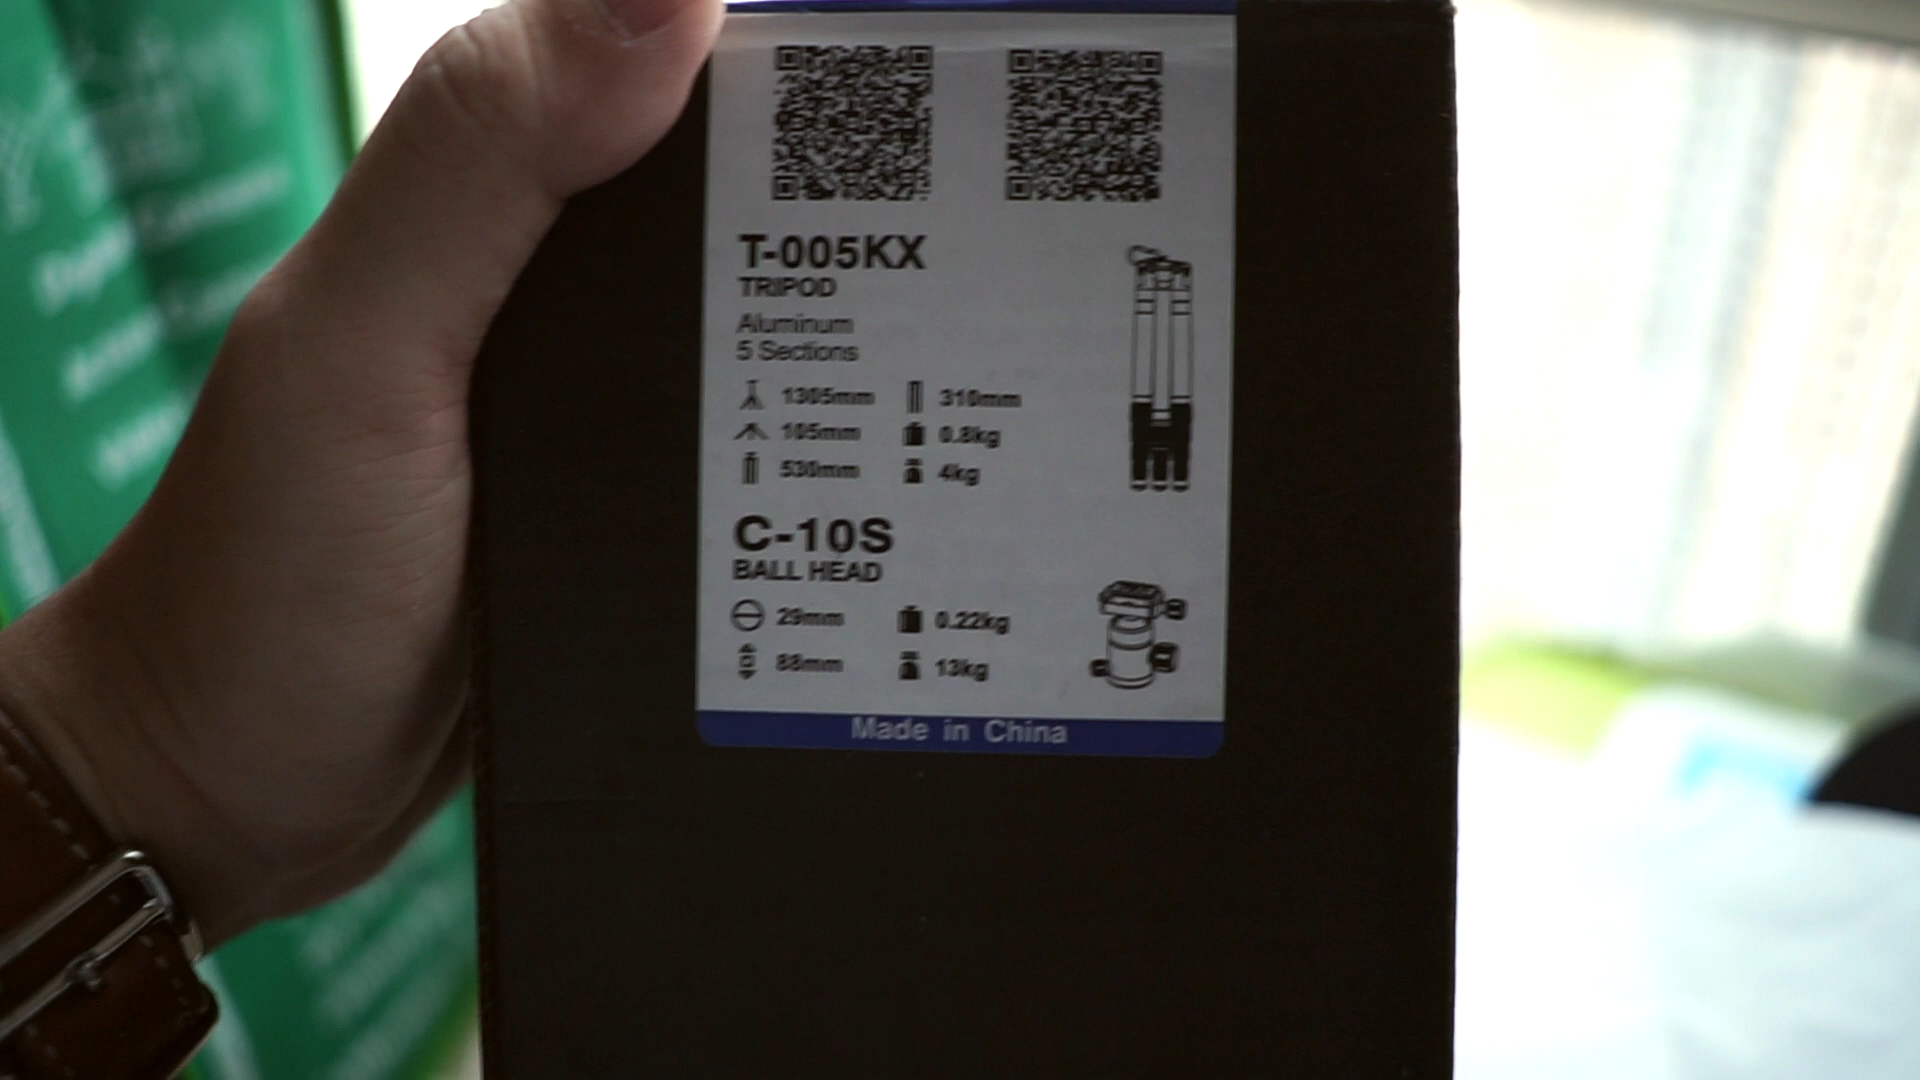 T-005KX
TRIPOD
Aluminum
5 Sections
1305mm 310mm
105mm 0.8kg
530mm 4kg
C-10S
BALL HEAD
29mm 0.22kg
88mm 13kg
Made in China